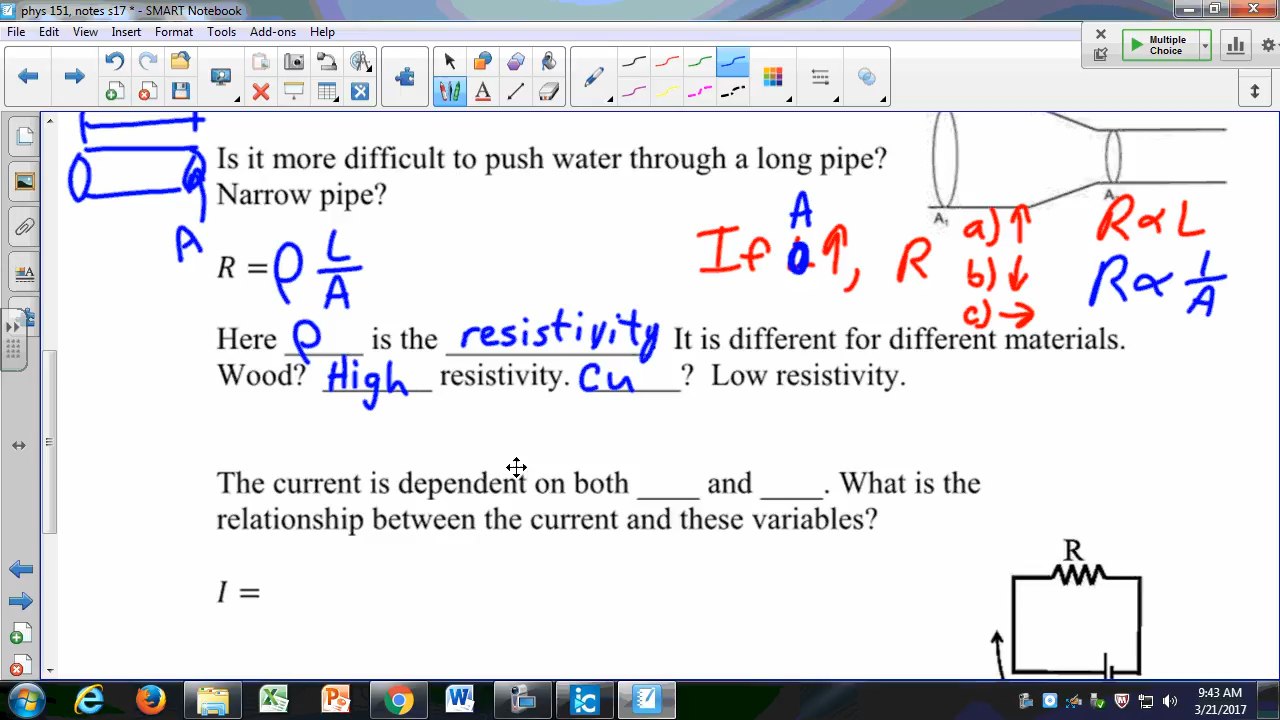 phys 151, notes s17 * - SMART Notebook
File Edit View Insert Format Tools Add-ons Help
Multiple Choice
Is it more difficult to push water through a long pipe?
Narrow pipe?
A
R = ρ L/A
A₁
A
If A ↑, R a) ↑
b) ↓
c) →
R ∝ L
R ∝ 1/A
Here ρ is the resistivity It is different for different materials.
Wood? High resistivity. Cu ? Low resistivity.
The current is dependent on both ____ and ____. What is the
relationship between the current and these variables?
I =
R
9:43 AM
3/21/2017